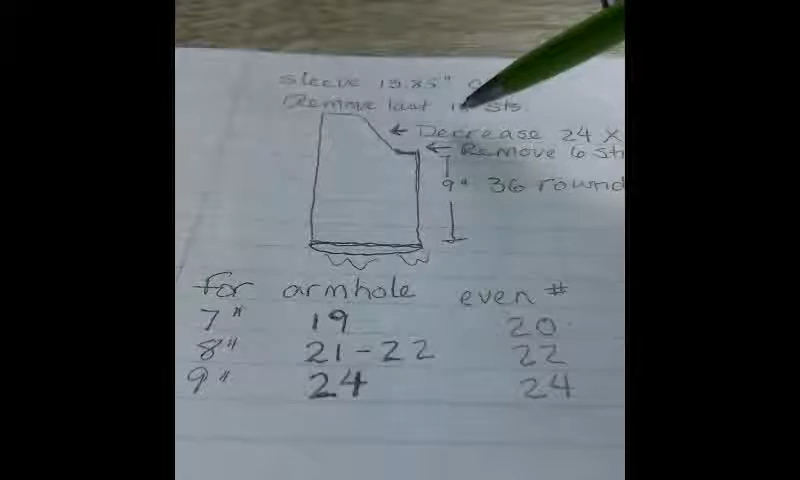 Sleeve 15.85"
Remove last sts.
← Decrease 24 X
← Remove 6 st
9" 36 round
for armhole even #
7" 19 20
8" 21-22 22
9" 24 24